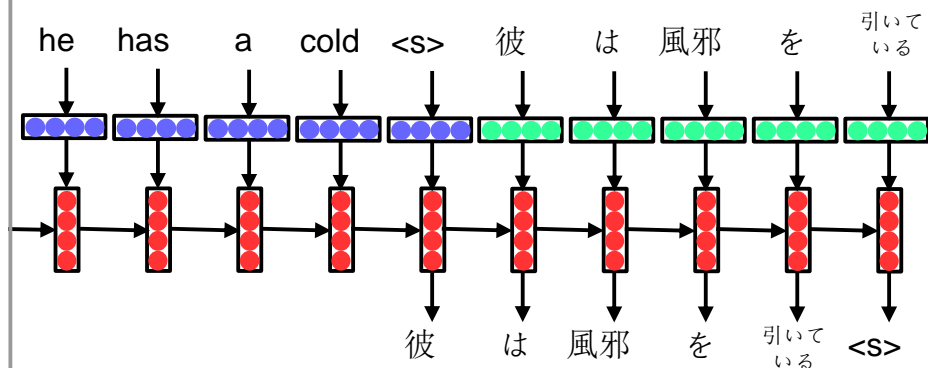 he has a cold <s> 彼 は 風邪 を 引いて
いる
彼 は 風邪 を 引いて
いる <s>